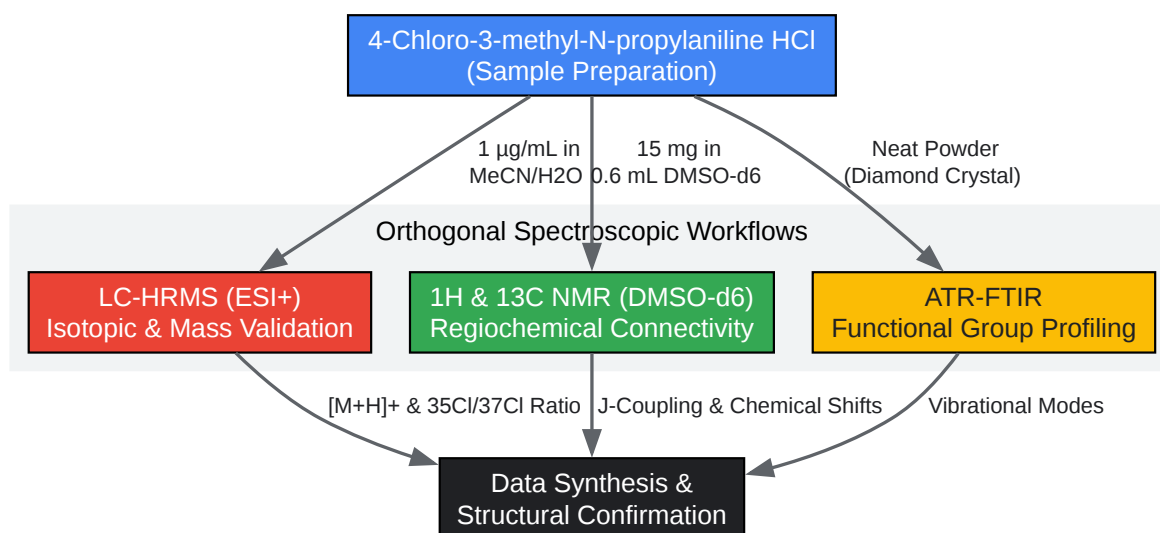 4-Chloro-3-methyl-N-propylaniline HCl
(Sample Preparation)
1 µg/mL in
MeCN/H2O
15 mg in
0.6 mL DMSO-d6
Neat Powder
(Diamond Crystal)
Orthogonal Spectroscopic Workflows
LC-HRMS (ESI+)
Isotopic & Mass Validation
1H & 13C NMR (DMSO-d6)
Regiochemical Connectivity
ATR-FTIR
Functional Group Profiling
[M+H]+ & 35Cl/37Cl Ratio
J-Coupling & Chemical Shifts
Vibrational Modes
Data Synthesis &
Structural Confirmation